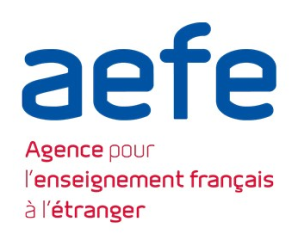 aefe
Agence pour
l'enseignement français
à l'étranger